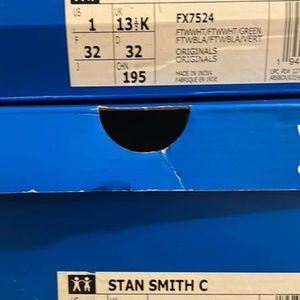 US UK FX7524
1 13½K FTWWHT/FTWWHT/GREEN
FTWBLA/FTWBLA/VERT
F D ORIGINALS
32 32 ORIGINALS
CHN MADE IN INDIA
195 FABRIQUÉ EN INDE
STAN SMITH C